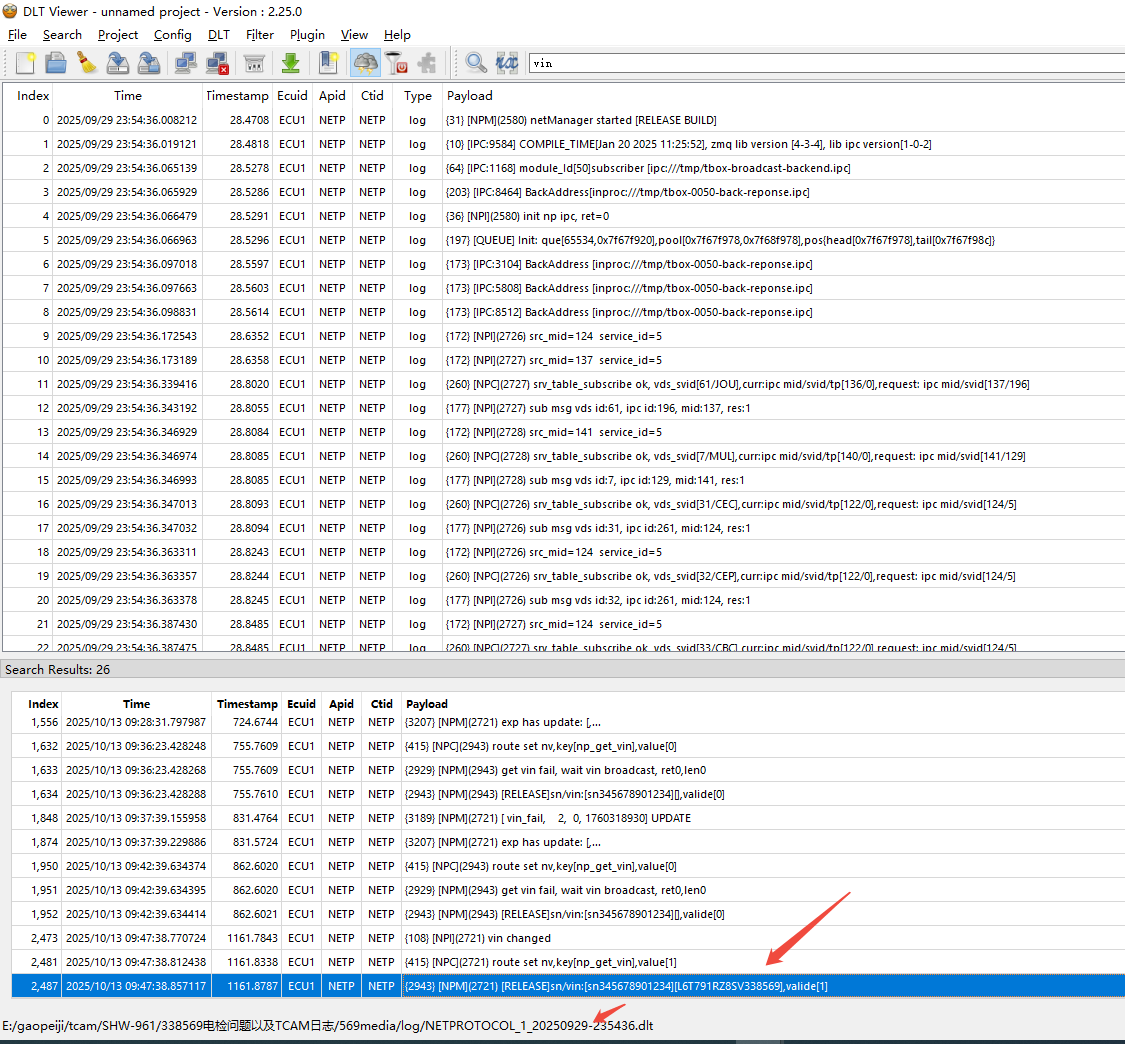 DLT Viewer - unnamed project - Version : 2.25.0
File Search Project Config DLT Filter Plugin View Help
vin
Index Time Timestamp Ecuid Apid Ctid Type Payload
0 2025/09/29 23:54:36.008212 28.4708 ECU1 NETP NETP log {31} [NPM](2580) netManager started [RELEASE BUILD]
1 2025/09/29 23:54:36.019121 28.4818 ECU1 NETP NETP log {10} [IPC:9584] COMPILE_TIME[Jan 20 2025 11:25:52], zmq lib version [4-3-4], lib ipc version[1-0-2]
2 2025/09/29 23:54:36.065139 28.5278 ECU1 NETP NETP log {64} [IPC:1168] module_Id[50]subscriber [ipc:///tmp/tbox-broadcast-backend.ipc]
3 2025/09/29 23:54:36.065929 28.5286 ECU1 NETP NETP log {203} [IPC:8464] BackAddress[inproc:///tmp/tbox-0050-back-reponse.ipc]
4 2025/09/29 23:54:36.066479 28.5291 ECU1 NETP NETP log {36} [NPI](2580) init np ipc, ret=0
5 2025/09/29 23:54:36.066963 28.5296 ECU1 NETP NETP log {197} [QUEUE] Init: que[65534,0x7f67f920],pool[0x7f67f978,0x7f68f978],pos{head[0x7f67f978],tail[0x7f67f98c]}
6 2025/09/29 23:54:36.097018 28.5597 ECU1 NETP NETP log {173} [IPC:3104] BackAddress [inproc:///tmp/tbox-0050-back-reponse.ipc]
7 2025/09/29 23:54:36.097663 28.5603 ECU1 NETP NETP log {173} [IPC:5808] BackAddress [inproc:///tmp/tbox-0050-back-reponse.ipc]
8 2025/09/29 23:54:36.098831 28.5614 ECU1 NETP NETP log {173} [IPC:8512] BackAddress [inproc:///tmp/tbox-0050-back-reponse.ipc]
9 2025/09/29 23:54:36.172543 28.6352 ECU1 NETP NETP log {172} [NPI](2726) src_mid=124 service_id=5
10 2025/09/29 23:54:36.173189 28.6358 ECU1 NETP NETP log {172} [NPI](2727) src_mid=137 service_id=5
11 2025/09/29 23:54:36.339416 28.8020 ECU1 NETP NETP log {260} [NPC](2727) srv_table_subscribe ok, vds_svid[61/JOU],curr:ipc mid/svid/tp[136/0],request: ipc mid/svid[137/196]
12 2025/09/29 23:54:36.343192 28.8055 ECU1 NETP NETP log {177} [NPI](2727) sub msg vds id:61, ipc id:196, mid:137, res:1
13 2025/09/29 23:54:36.346929 28.8084 ECU1 NETP NETP log {172} [NPI](2728) src_mid=141 service_id=5
14 2025/09/29 23:54:36.346974 28.8085 ECU1 NETP NETP log {260} [NPC](2728) srv_table_subscribe ok, vds_svid[7/MUL],curr:ipc mid/svid/tp[140/0],request: ipc mid/svid[141/129]
15 2025/09/29 23:54:36.346993 28.8085 ECU1 NETP NETP log {177} [NPI](2728) sub msg vds id:7, ipc id:129, mid:141, res:1
16 2025/09/29 23:54:36.347013 28.8093 ECU1 NETP NETP log {260} [NPC](2726) srv_table_subscribe ok, vds_svid[31/CEC],curr:ipc mid/svid/tp[122/0],request: ipc mid/svid[124/5]
17 2025/09/29 23:54:36.347032 28.8094 ECU1 NETP NETP log {177} [NPI](2726) sub msg vds id:31, ipc id:261, mid:124, res:1
18 2025/09/29 23:54:36.363311 28.8243 ECU1 NETP NETP log {172} [NPI](2726) src_mid=124 service_id=5
19 2025/09/29 23:54:36.363357 28.8244 ECU1 NETP NETP log {260} [NPC](2726) srv_table_subscribe ok, vds_svid[32/CEP],curr:ipc mid/svid/tp[122/0],request: ipc mid/svid[124/5]
20 2025/09/29 23:54:36.363378 28.8245 ECU1 NETP NETP log {177} [NPI](2726) sub msg vds id:32, ipc id:261, mid:124, res:1
21 2025/09/29 23:54:36.387430 28.8485 ECU1 NETP NETP log {172} [NPI](2727) src_mid=124 service_id=5
22 2025/09/29 23:54:36.387475 28.8485 ECU1 NETP NETP log {260} [NPC](2727) srv_table_subscribe ok, vds_svid[33/CBC],curr:ipc mid/svid/tp[122/0],request: ipc mid/svid[124/5]
Search Results: 26
Index Time Timestamp Ecuid Apid Ctid Payload
1,556 2025/10/13 09:28:31.797987 724.6744 ECU1 NETP NETP {3207} [NPM](2721) exp has update: [,...
1,632 2025/10/13 09:36:23.428248 755.7609 ECU1 NETP NETP {415} [NPC](2943) route set nv,key[np_get_vin],value[0]
1,633 2025/10/13 09:36:23.428268 755.7609 ECU1 NETP NETP {2929} [NPM](2943) get vin fail, wait vin broadcast, ret0,len0
1,634 2025/10/13 09:36:23.428288 755.7610 ECU1 NETP NETP {2943} [NPM](2943) [RELEASE]sn/vin:[sn345678901234][],valide[0]
1,848 2025/10/13 09:37:39.155958 831.4764 ECU1 NETP NETP {3189} [NPM](2721) [ vin_fail, 2, 0, 1760318930] UPDATE
1,874 2025/10/13 09:37:39.229886 831.5724 ECU1 NETP NETP {3207} [NPM](2721) exp has update: [,...
1,950 2025/10/13 09:42:39.634374 862.6020 ECU1 NETP NETP {415} [NPC](2943) route set nv,key[np_get_vin],value[0]
1,951 2025/10/13 09:42:39.634395 862.6020 ECU1 NETP NETP {2929} [NPM](2943) get vin fail, wait vin broadcast, ret0,len0
1,952 2025/10/13 09:42:39.634414 862.6021 ECU1 NETP NETP {2943} [NPM](2943) [RELEASE]sn/vin:[sn345678901234][],valide[0]
2,473 2025/10/13 09:47:38.770724 1161.7843 ECU1 NETP NETP {108} [NPI](2721) vin changed
2,481 2025/10/13 09:47:38.812438 1161.8338 ECU1 NETP NETP {415} [NPC](2721) route set nv,key[np_get_vin],value[1]
2,487 2025/10/13 09:47:38.857117 1161.8787 ECU1 NETP NETP {2943} [NPM](2721) [RELEASE]sn/vin:[sn345678901234][L6T791RZ8SV338569],valide[1]
E:/gaopeiji/tcam/SHW-961/338569电检问题以及TCAM日志/569media/log/NETPROTOCOL_1_20250929-235436.dlt